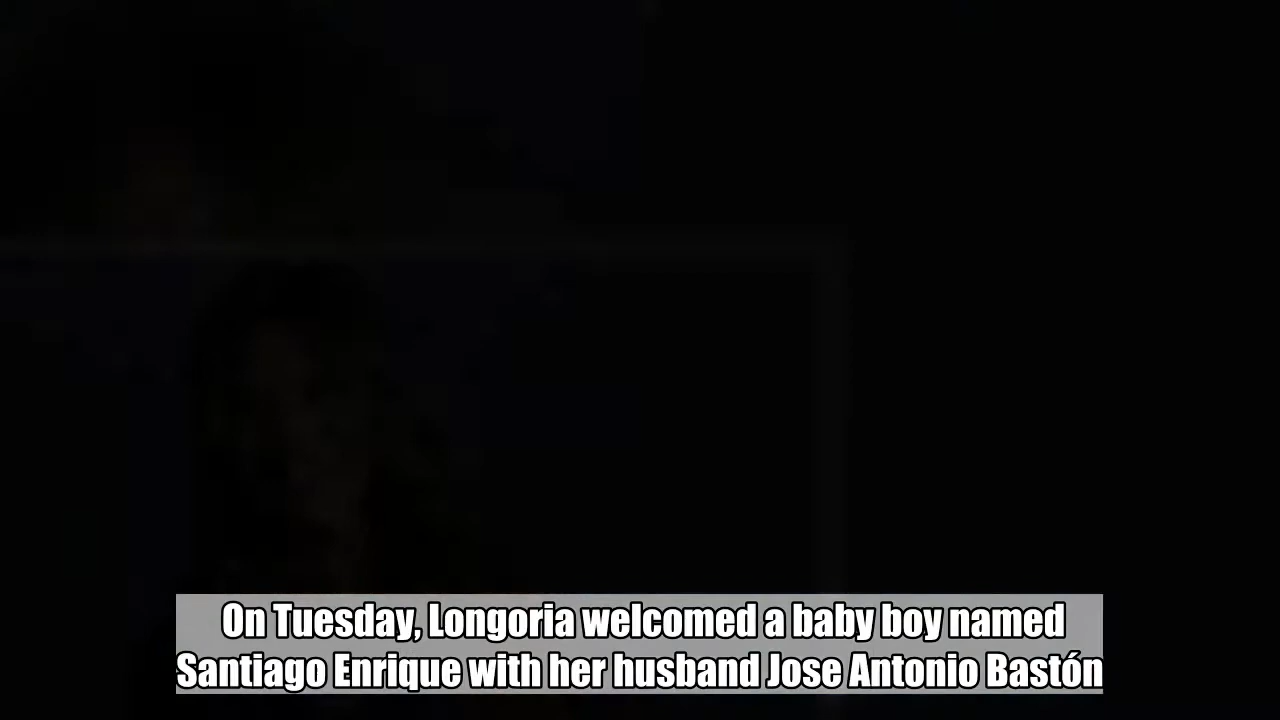 On Tuesday, Longoria welcomed a baby boy named
Santiago Enrique with her husband Jose Antonio Bastón